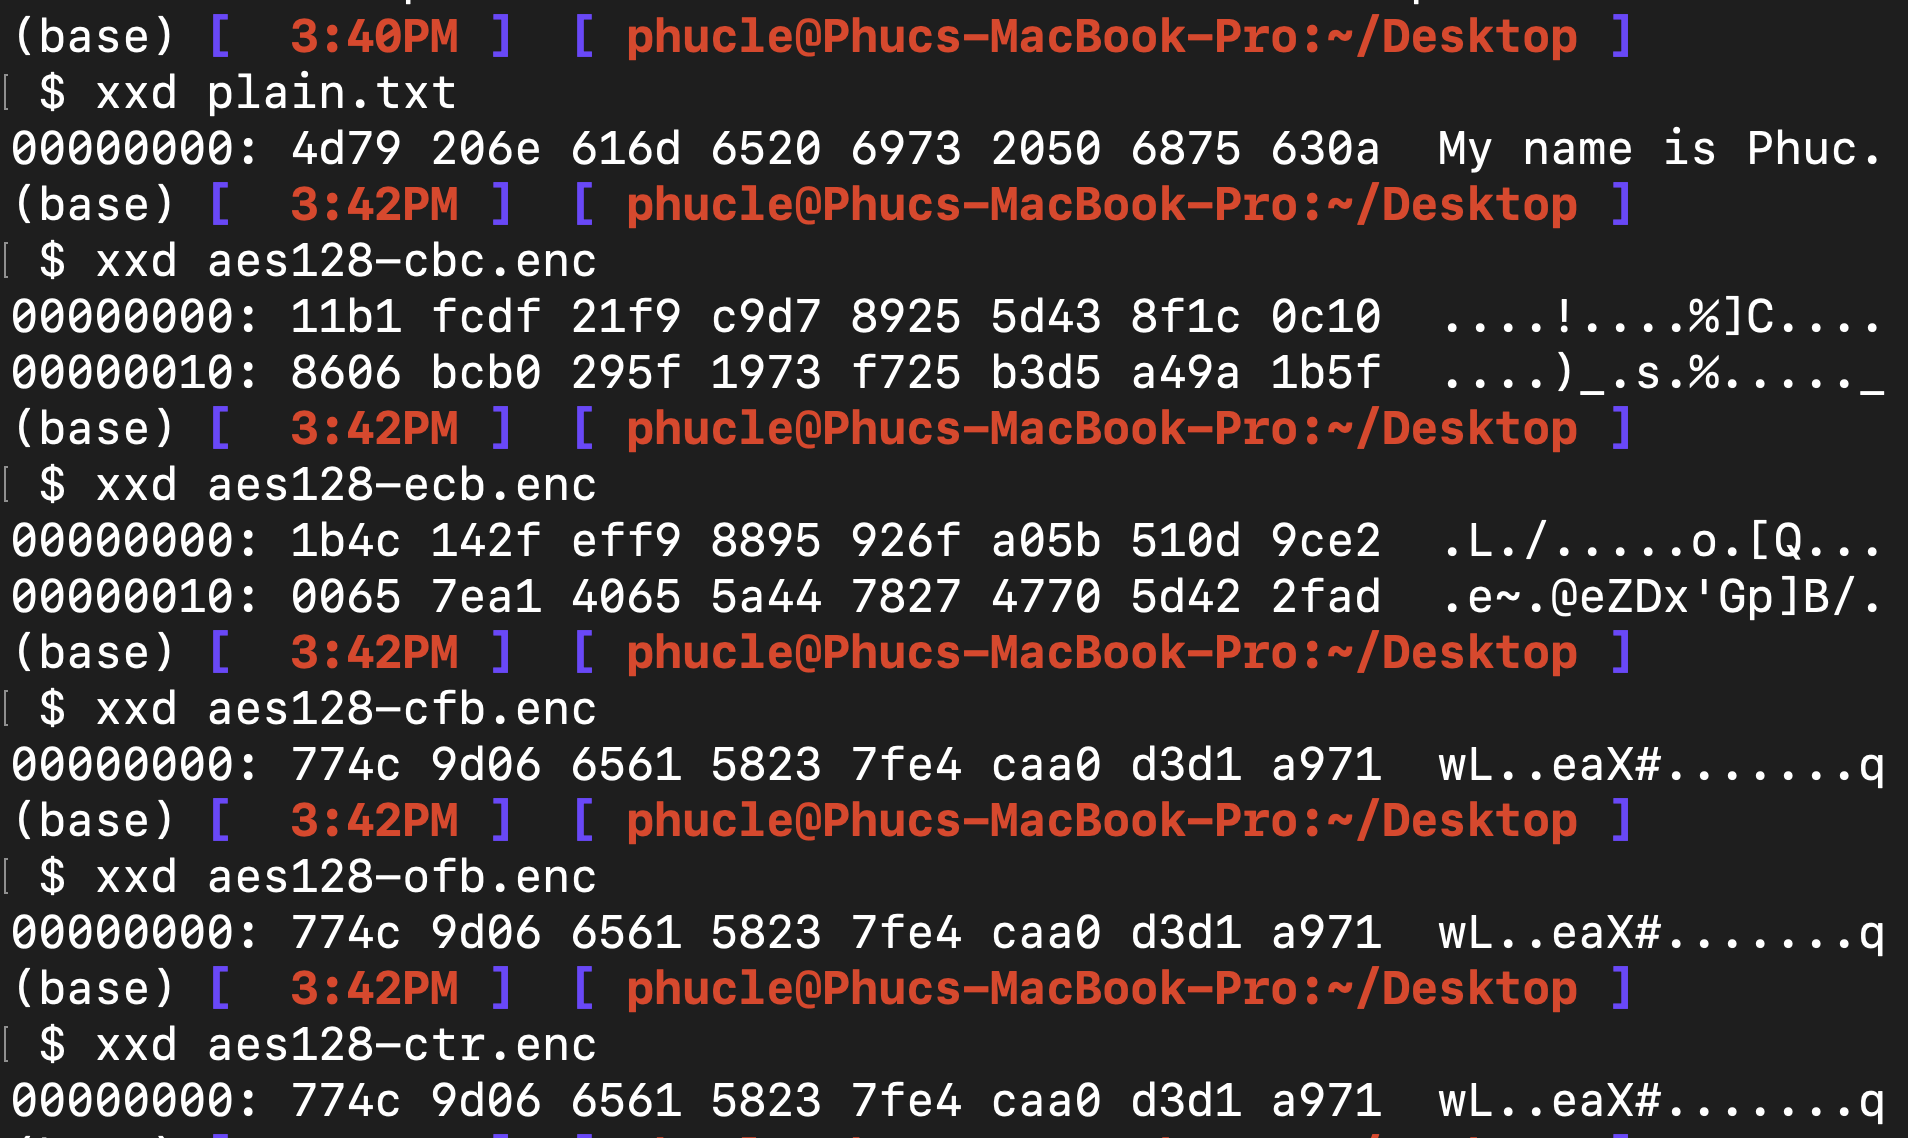 (base) [  3:40PM ]  [ phucle@Phucs-MacBook-Pro:~/Desktop ]
[ $ xxd plain.txt
00000000: 4d79 206e 616d 6520 6973 2050 6875 630a  My name is Phuc.
(base) [  3:42PM ]  [ phucle@Phucs-MacBook-Pro:~/Desktop ]
[ $ xxd aes128-cbc.enc
00000000: 11b1 fcdf 21f9 c9d7 8925 5d43 8f1c 0c10  ....!....%]C....
00000010: 8606 bcb0 295f 1973 f725 b3d5 a49a 1b5f  ....)_.s.%....._
(base) [  3:42PM ]  [ phucle@Phucs-MacBook-Pro:~/Desktop ]
[ $ xxd aes128-ecb.enc
00000000: 1b4c 142f eff9 8895 926f a05b 510d 9ce2  .L./.....o.[Q...
00000010: 0065 7ea1 4065 5a44 7827 4770 5d42 2fad  .e~.@eZDx'Gp]B/.
(base) [  3:42PM ]  [ phucle@Phucs-MacBook-Pro:~/Desktop ]
[ $ xxd aes128-cfb.enc
00000000: 774c 9d06 6561 5823 7fe4 caa0 d3d1 a971  wL..eaX#.......q
(base) [  3:42PM ]  [ phucle@Phucs-MacBook-Pro:~/Desktop ]
[ $ xxd aes128-ofb.enc
00000000: 774c 9d06 6561 5823 7fe4 caa0 d3d1 a971  wL..eaX#.......q
(base) [  3:42PM ]  [ phucle@Phucs-MacBook-Pro:~/Desktop ]
[ $ xxd aes128-ctr.enc
00000000: 774c 9d06 6561 5823 7fe4 caa0 d3d1 a971  wL..eaX#.......q